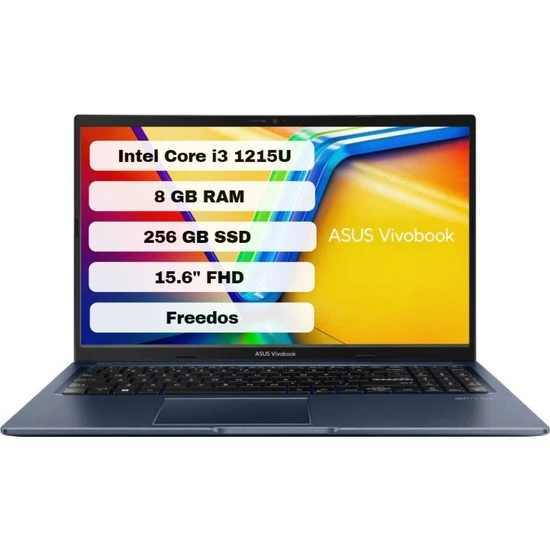 Intel Core i3 1215U
8 GB RAM
ASUS Vivobook
256 GB SSD
15.6" FHD
Freedos
ASUS Vivobook